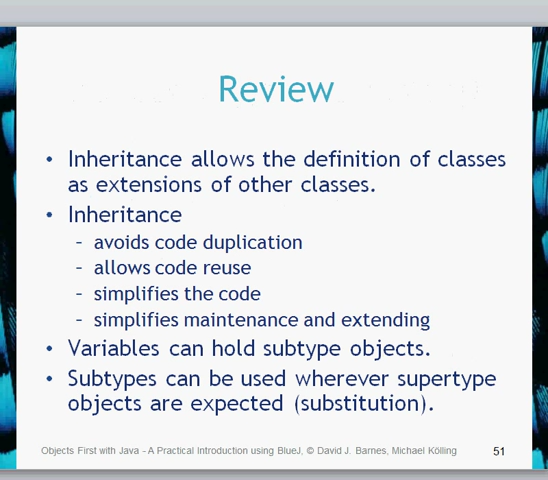 Review
• Inheritance allows the definition of classes
as extensions of other classes.
• Inheritance
– avoids code duplication
– allows code reuse
– simplifies the code
– simplifies maintenance and extending
• Variables can hold subtype objects.
• Subtypes can be used wherever supertype
objects are expected (substitution).
Objects First with Java - A Practical Introduction using BlueJ, © David J. Barnes, Michael Kölling 51